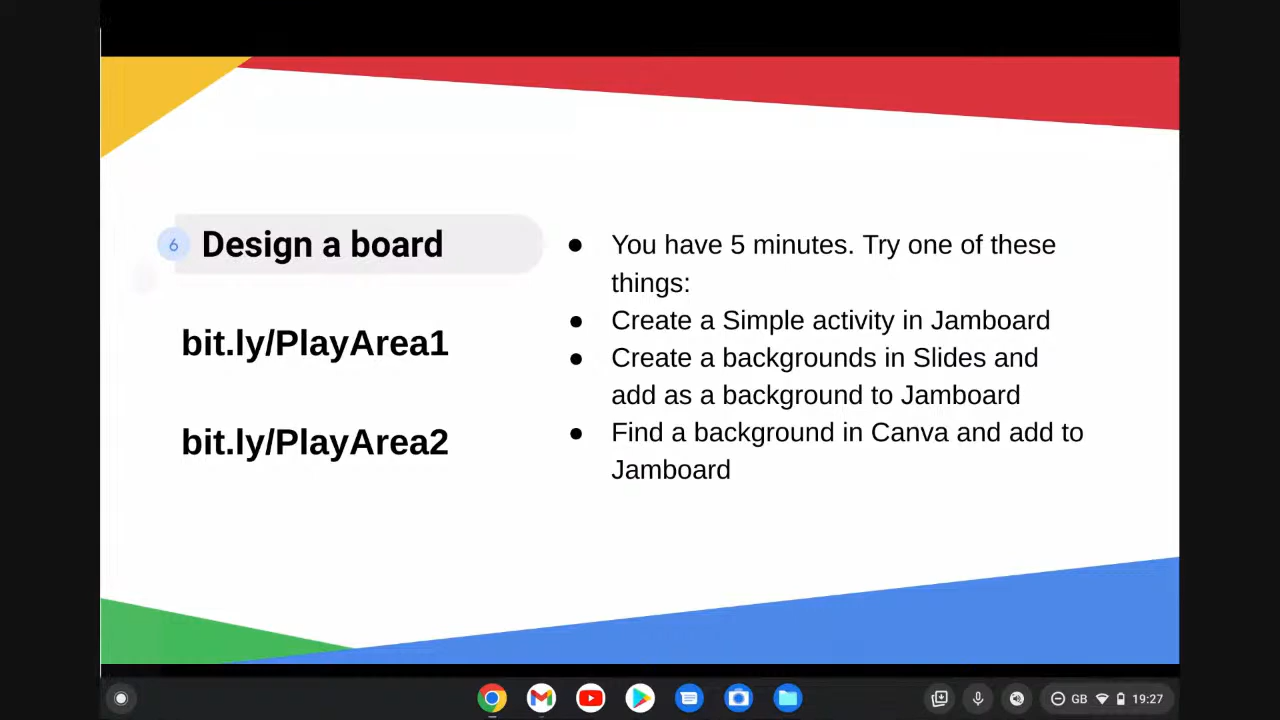 6 Design a board
bit.ly/PlayArea1
bit.ly/PlayArea2
● You have 5 minutes. Try one of these
things:
● Create a Simple activity in Jamboard
● Create a backgrounds in Slides and
add as a background to Jamboard
● Find a background in Canva and add to
Jamboard
GB 19:27